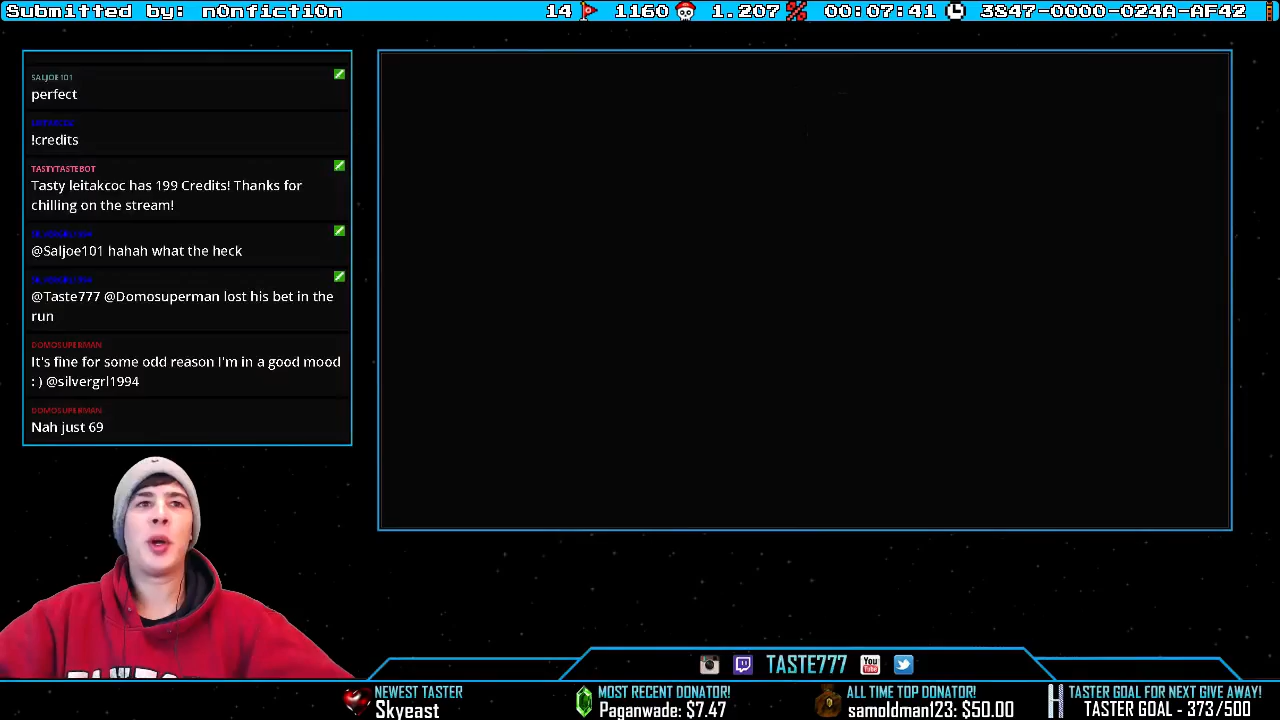 Submitted by: n0nficti0n 14 1160 1.207 00:07:41 3847-0000-024A-AF42
SALJOE101
perfect
!credits
TASTYTASTEBOT
Tasty leitakcoc has 199 Credits! Thanks for
chilling on the stream!
@Saljoe101 hahah what the heck
@Taste777 @Domosuperman lost his bet in the
run
DOMOSUPERMAN
It's fine for some odd reason I'm in a good mood
: ) @silvergrl1994
DOMOSUPERMAN
Nah just 69
TASTE777
You Tube
NEWEST TASTER
Skyeast
MOST RECENT DONATOR!
Paganwade: $7.47
ALL TIME TOP DONATOR!
samoldman123: $50.00
TASTER GOAL FOR NEXT GIVE AWAY!
TASTER GOAL - 373/500